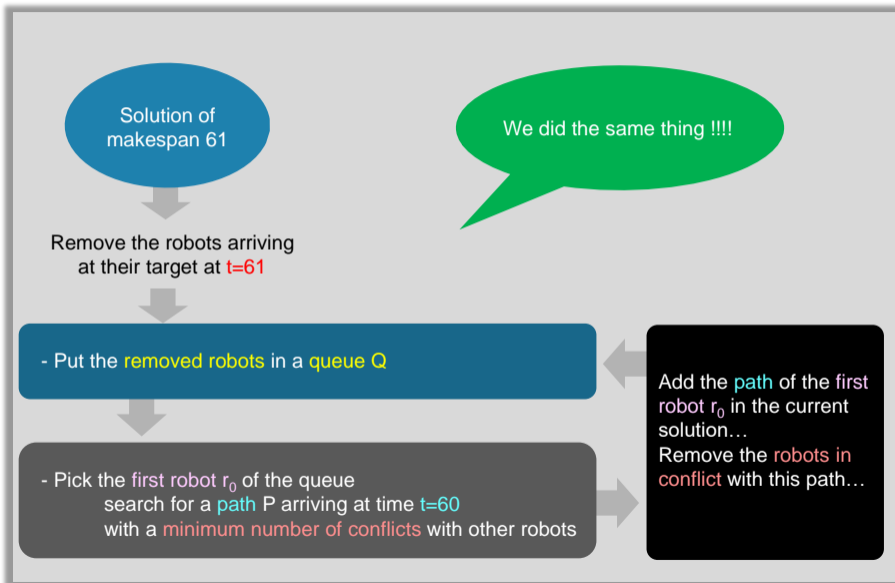 Solution of
makespan 61
We did the same thing !!!!
Remove the robots arriving
at their target at t=61
- Put the removed robots in a queue Q
- Pick the first robot r₀ of the queue
search for a path P arriving at time t=60
with a minimum number of conflicts with other robots
Add the path of the first
robot r₀ in the current
solution…
Remove the robots in
conflict with this path…